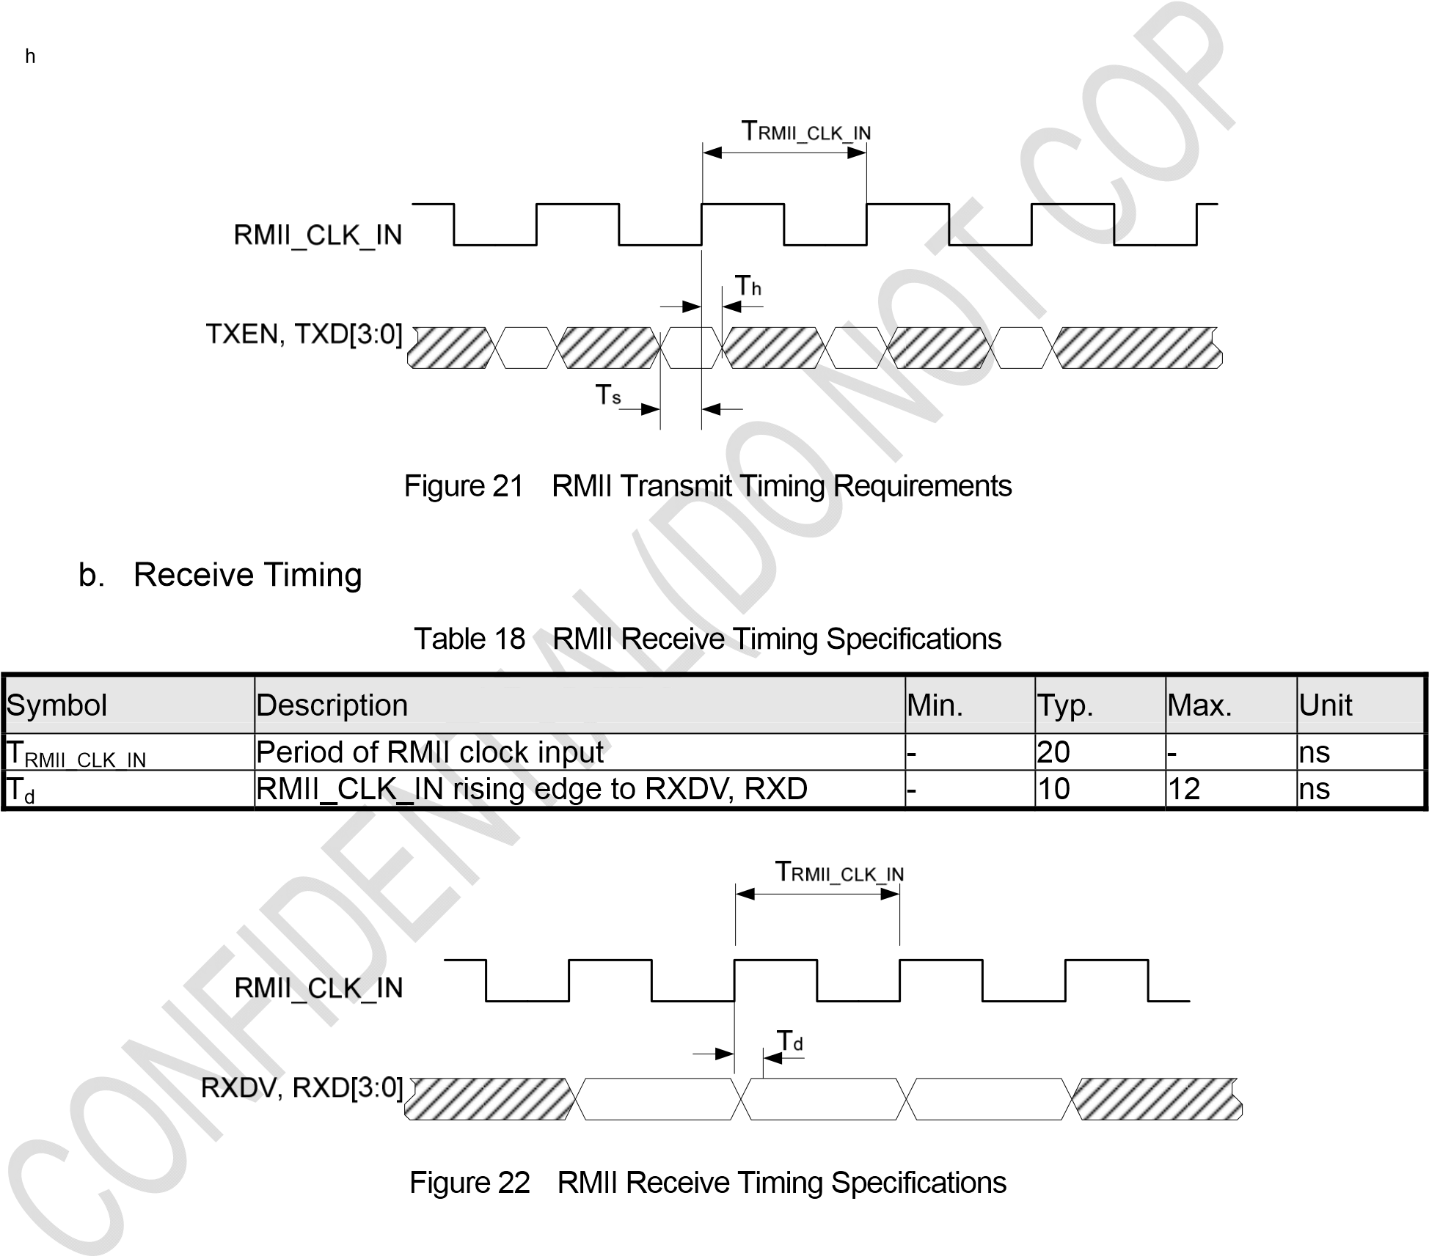 h
TRMII_CLK_IN
RMII_CLK_IN
Th
TXEN, TXD[3:0]
Ts
Figure 21 RMII Transmit Timing Requirements
b. Receive Timing
Table 18 RMII Receive Timing Specifications
Symbol Description Min. Typ. Max. Unit
TRMII_CLK_IN Period of RMII clock input - 20 - ns
Td RMII_CLK_IN rising edge to RXDV, RXD - 10 12 ns
TRMII_CLK_IN
RMII_CLK_IN
Td
RXDV, RXD[3:0]
Figure 22 RMII Receive Timing Specifications
CONFIDENTIAL(DO NOT COP